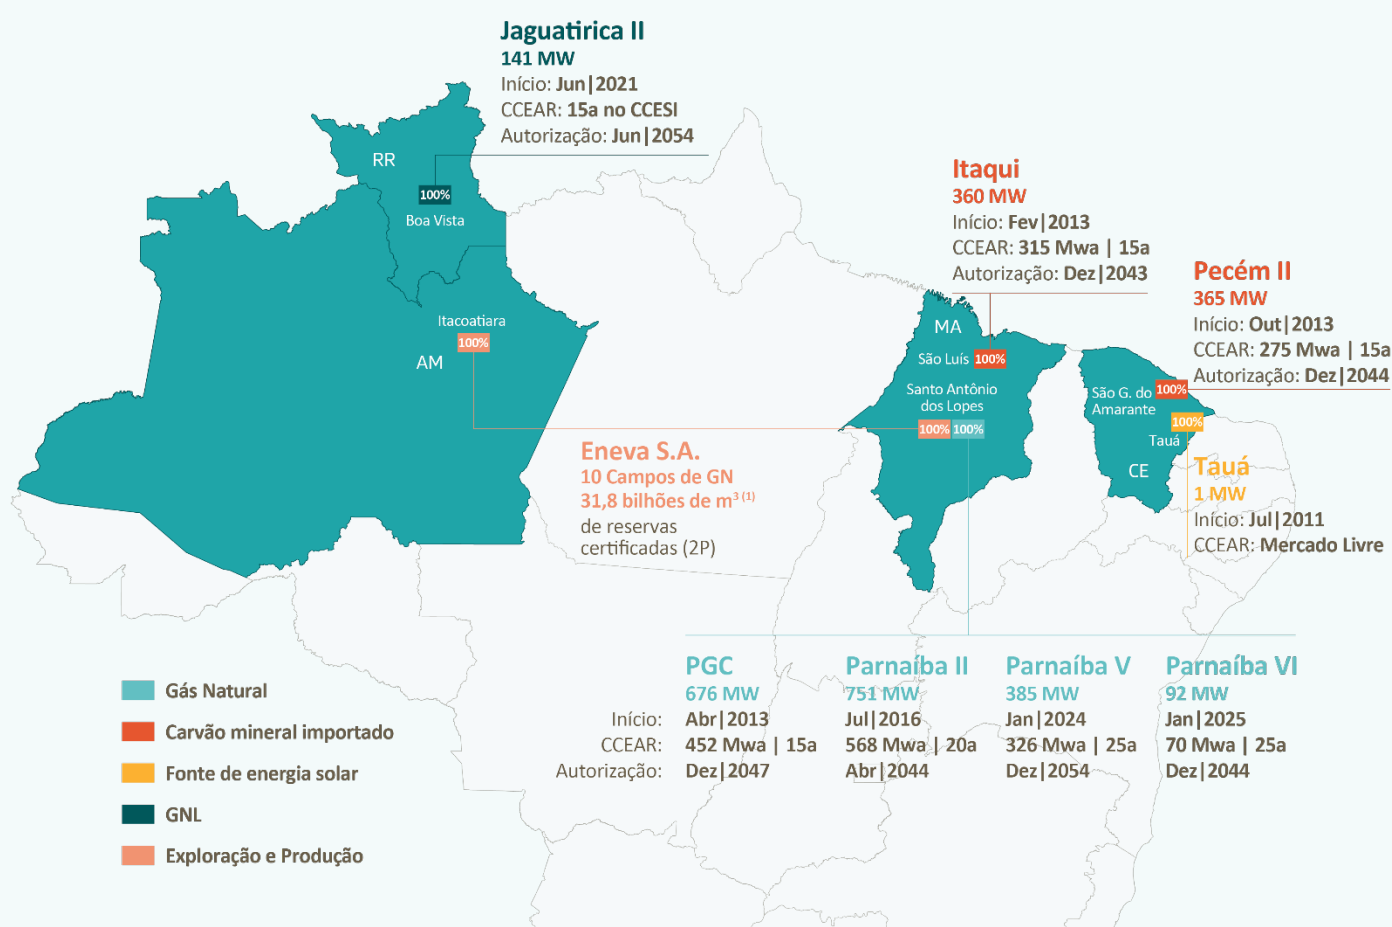 Jaguatirica II
141 MW
Início: Jun|2021
CCEAR: 15a no CCESI
Autorização: Jun|2054
RR
100%
Boa Vista
Itacoatiara
100%
AM
Itaqui
360 MW
Início: Fev|2013
CCEAR: 315 Mwa | 15a
Autorização: Dez|2043
Pecém II
365 MW
Início: Out|2013
CCEAR: 275 Mwa | 15a
Autorização: Dez|2044
MA
São Luís 100%
Santo Antônio
dos Lopes
100% 100%
São G. do
Amarante
100%
100%
Tauá
CE
Tauá
1 MW
Início: Jul|2011
CCEAR: Mercado Livre
Eneva S.A.
10 Campos de GN
31,8 bilhões de m³ (1)
de reservas
certificadas (2P)
PGC Parnaíba II Parnaíba V Parnaíba VI
676 MW 751 MW 385 MW 92 MW
Início: Abr|2013 Jul|2016 Jan|2024 Jan|2025
CCEAR: 452 Mwa | 15a 568 Mwa | 20a 326 Mwa | 25a 70 Mwa | 25a
Autorização: Dez|2047 Abr|2044 Dez|2054 Dez|2044
Gás Natural
Carvão mineral importado
Fonte de energia solar
GNL
Exploração e Produção